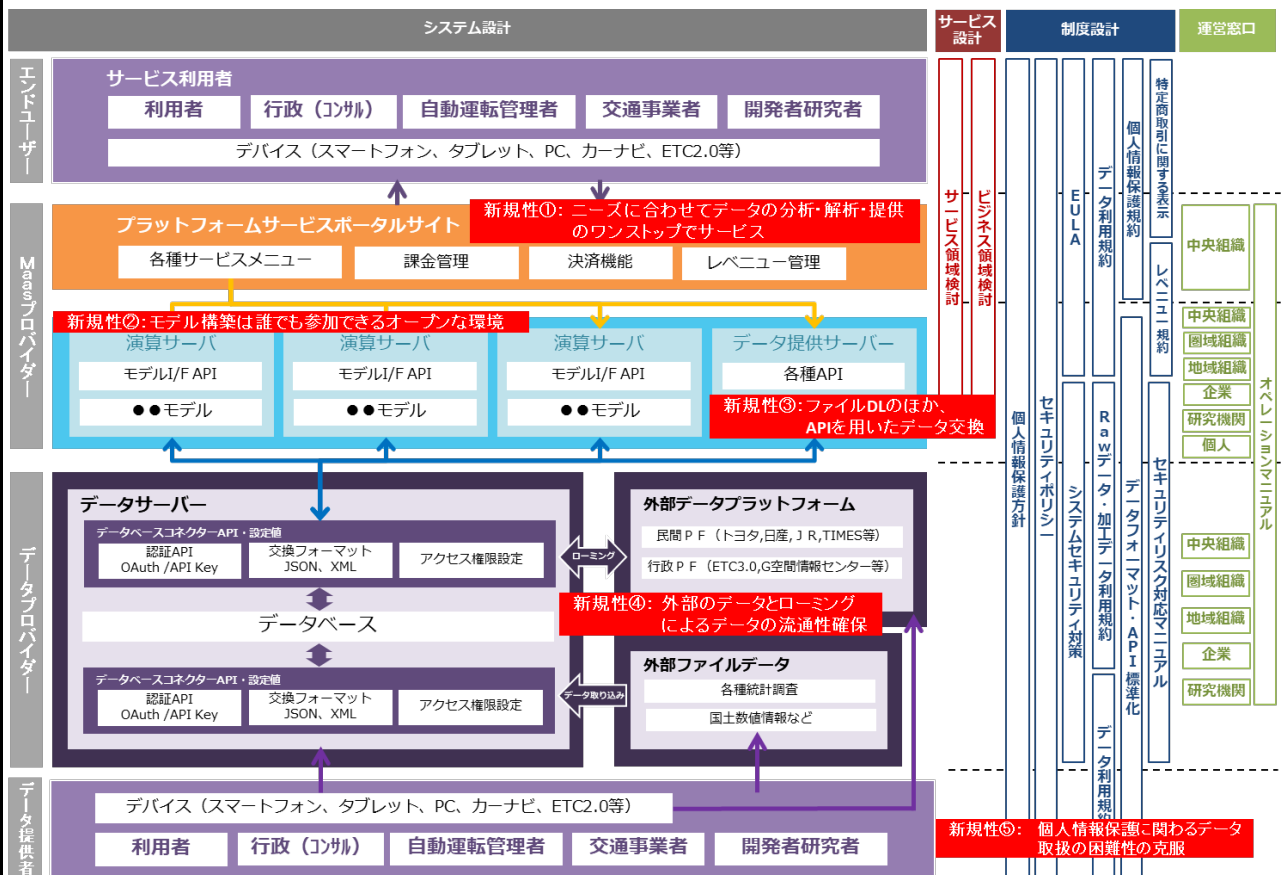 システム設計
サービス
設計
制度設計
運営窓口
エンドユーザー
サービス利用者
利用者
行政（コンサル）
自動運転管理者
交通事業者
開発者研究者
デバイス（スマートフォン、タブレット、PC、カーナビ、ETC2.0等）
Maasプロバイダー
プラットフォームサービスポータルサイト
新規性①: ニーズに合わせてデータの分析・解析・提供
のワンストップでサービス
各種サービスメニュー
課金管理
決済機能
レベニュー管理
新規性②: モデル構築は誰でも参加できるオープンな環境
演算サーバ
モデルI/F API
●●モデル
演算サーバ
モデルI/F API
●●モデル
演算サーバ
モデルI/F API
●●モデル
データ提供サーバー
各種API
新規性③: ファイルDLのほか、
APIを用いたデータ交換
データプロバイダー
データサーバー
データベースコネクターAPI・設定値
認証API
OAuth /API Key
交換フォーマット
JSON、XML
アクセス権限設定
データベース
データベースコネクターAPI・設定値
認証API
OAuth /API Key
交換フォーマット
JSON、XML
アクセス権限設定
ローミング
データ取り込み
外部データプラットフォーム
民間ＰＦ（トヨタ,日産,ＪＲ,TIMES等）
行政ＰＦ（ETC3.0,G空間情報センター等）
新規性④: 外部のデータとローミング
によるデータの流通性確保
外部ファイルデータ
各種統計調査
国土数値情報など
データ提供者
デバイス（スマートフォン、タブレット、PC、カーナビ、ETC2.0等）
利用者
行政（コンサル）
自動運転管理者
交通事業者
開発者研究者
サービス領域検討
ビジネス領域検討
個人情報保護方針
セキュリティポリシー
EULA
システムセキュリティ対策
データ利用規約
Rawデータ・加工データ利用規約
データ利用規約
個人情報保護規約
データフォーマット・API標準化
特定商取引に関する表示
レベニュー規約
セキュリティリスク対応マニュアル
新規性⑤: 個人情報保護に関わるデータ
取扱の困難性の克服
中央組織
中央組織
圏域組織
地域組織
企業
研究機関
個人
中央組織
圏域組織
地域組織
企業
研究機関
オペレーションマニュアル